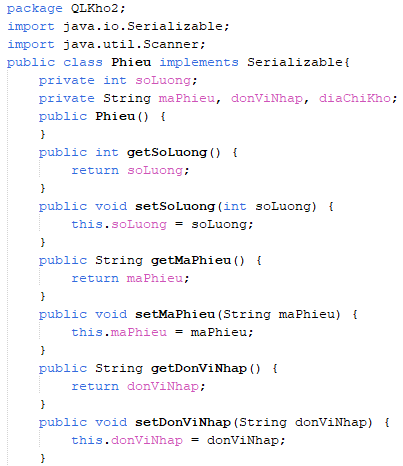 package QLKho2;
import java.io.Serializable;
import java.util.Scanner;
public class Phieu implements Serializable{
    private int soLuong;
    private String maPhieu, donViNhap, diaChiKho;
    public Phieu() {
    }
    public int getSoLuong() {
        return soLuong;
    }
    public void setSoLuong(int soLuong) {
        this.soLuong = soLuong;
    }
    public String getMaPhieu() {
        return maPhieu;
    }
    public void setMaPhieu(String maPhieu) {
        this.maPhieu = maPhieu;
    }
    public String getDonViNhap() {
        return donViNhap;
    }
    public void setDonViNhap(String donViNhap) {
        this.donViNhap = donViNhap;
    }